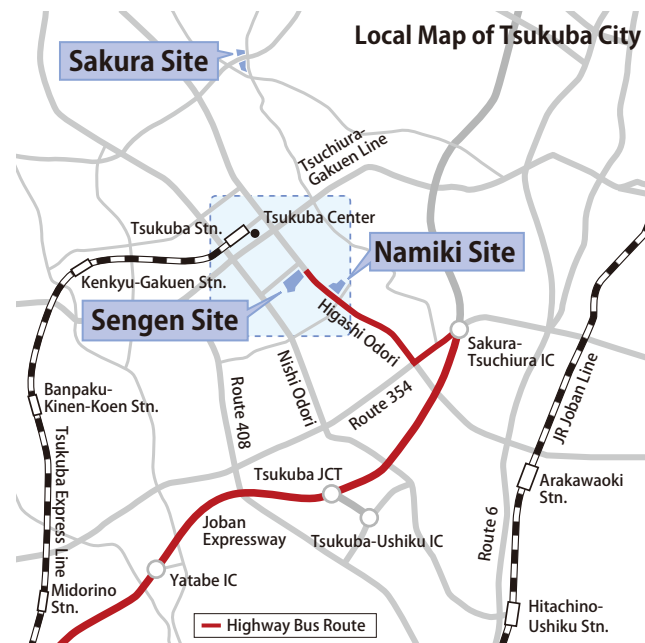 Local Map of Tsukuba City
Sakura Site
Tsuchiura-
Gakuen Line
Tsukuba Stn.
Tsukuba Center
Kenkyu-Gakuen Stn.
Namiki Site
Sengen Site
Higashi Odori
Sakura-
Tsuchiura IC
Nishi Odori
JR Joban Line
Banpaku-
Kinen-Koen Stn.
Route 408
Route 354
Tsukuba Express Line
Tsukuba JCT
Arakawaoki
Stn.
Route 6
Joban
Expressway
Tsukuba-Ushiku IC
Yatabe IC
Midorino
Stn.
Hitachino-
Ushiku Stn.
Highway Bus Route